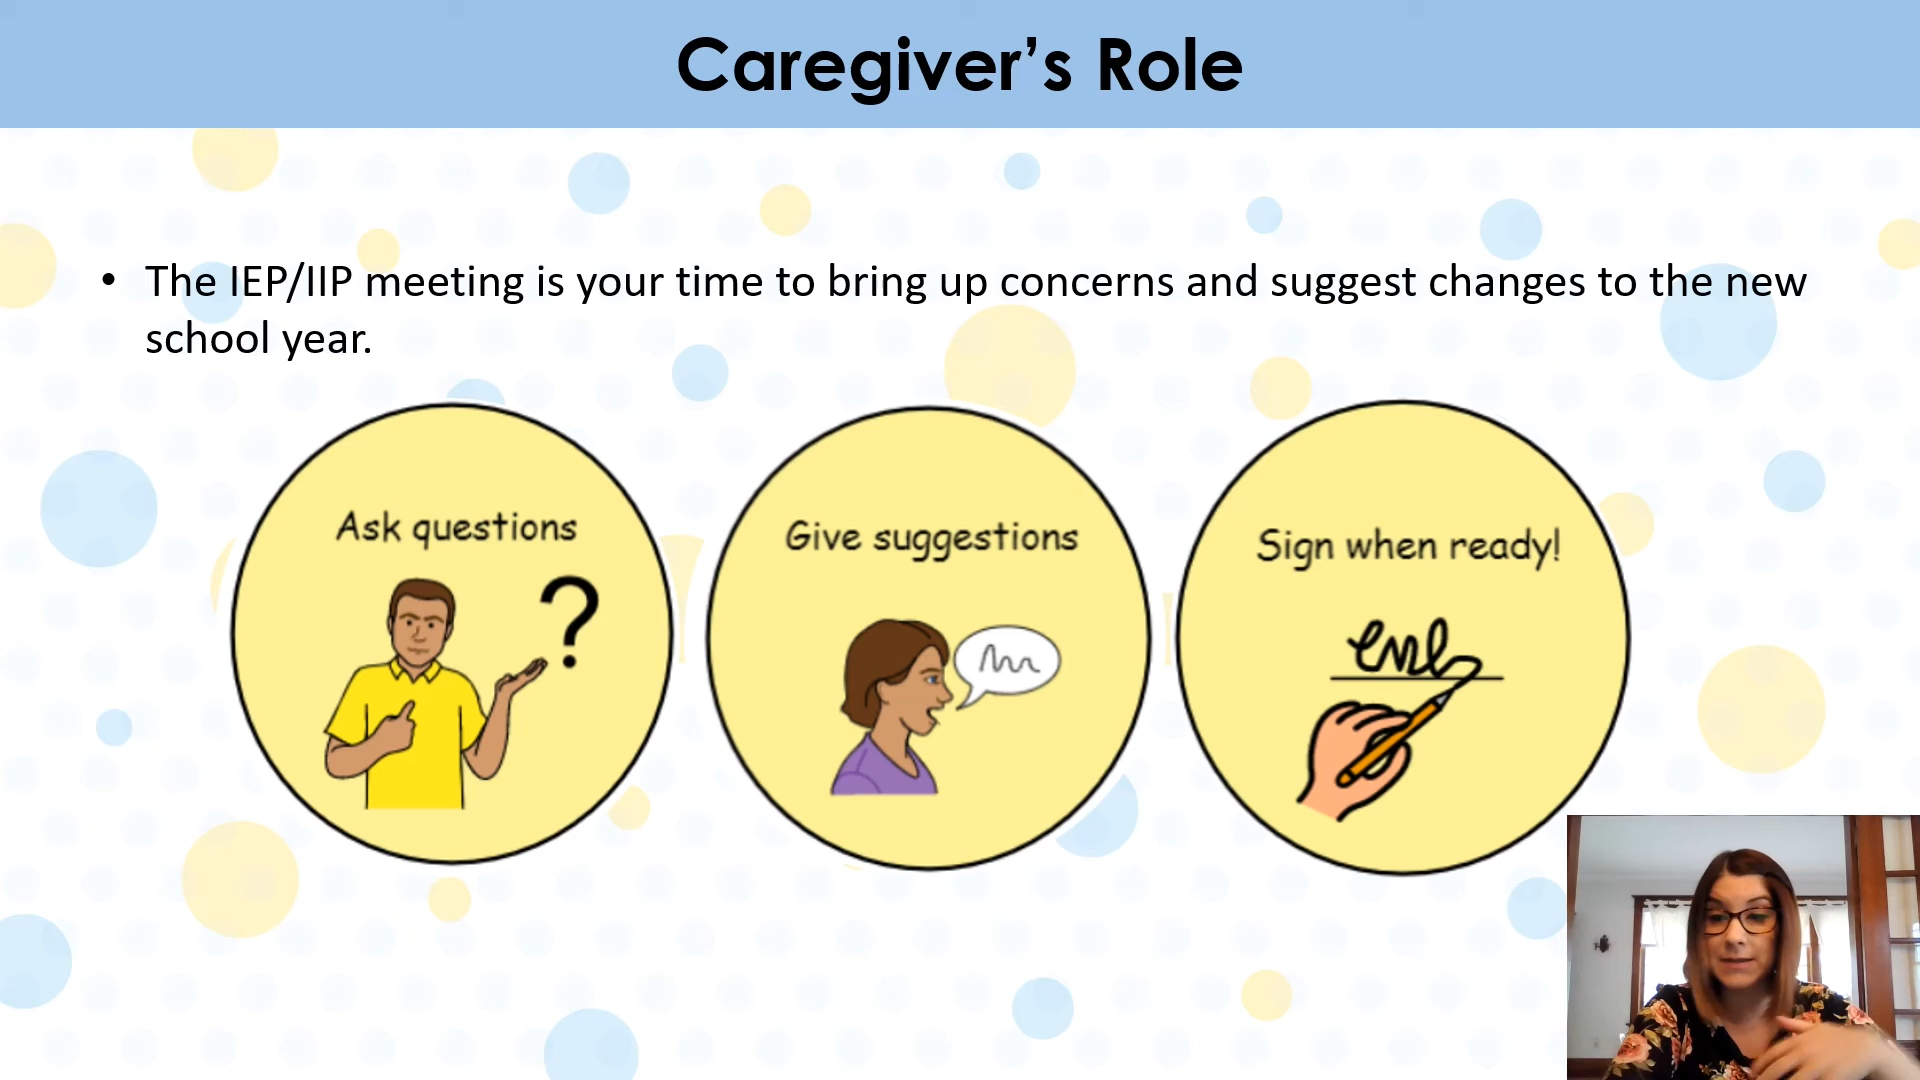 Caregiver’s Role
• The IEP/IIP meeting is your time to bring up concerns and suggest changes to the new
school year.
Ask questions
?
Give suggestions
Sign when ready!